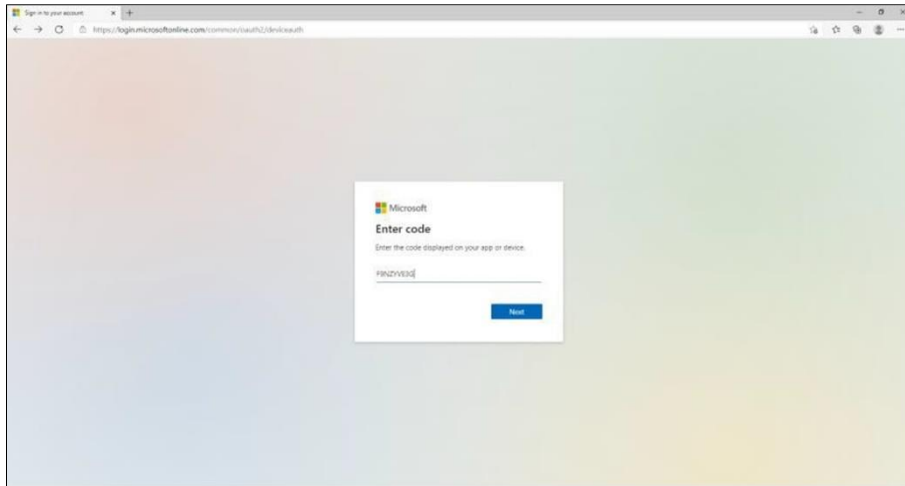 Sign in to your account
https://login.microsoftonline.com/common/oauth2/deviceauth
Microsoft
Enter code
Enter the code displayed on your app or device.
Next